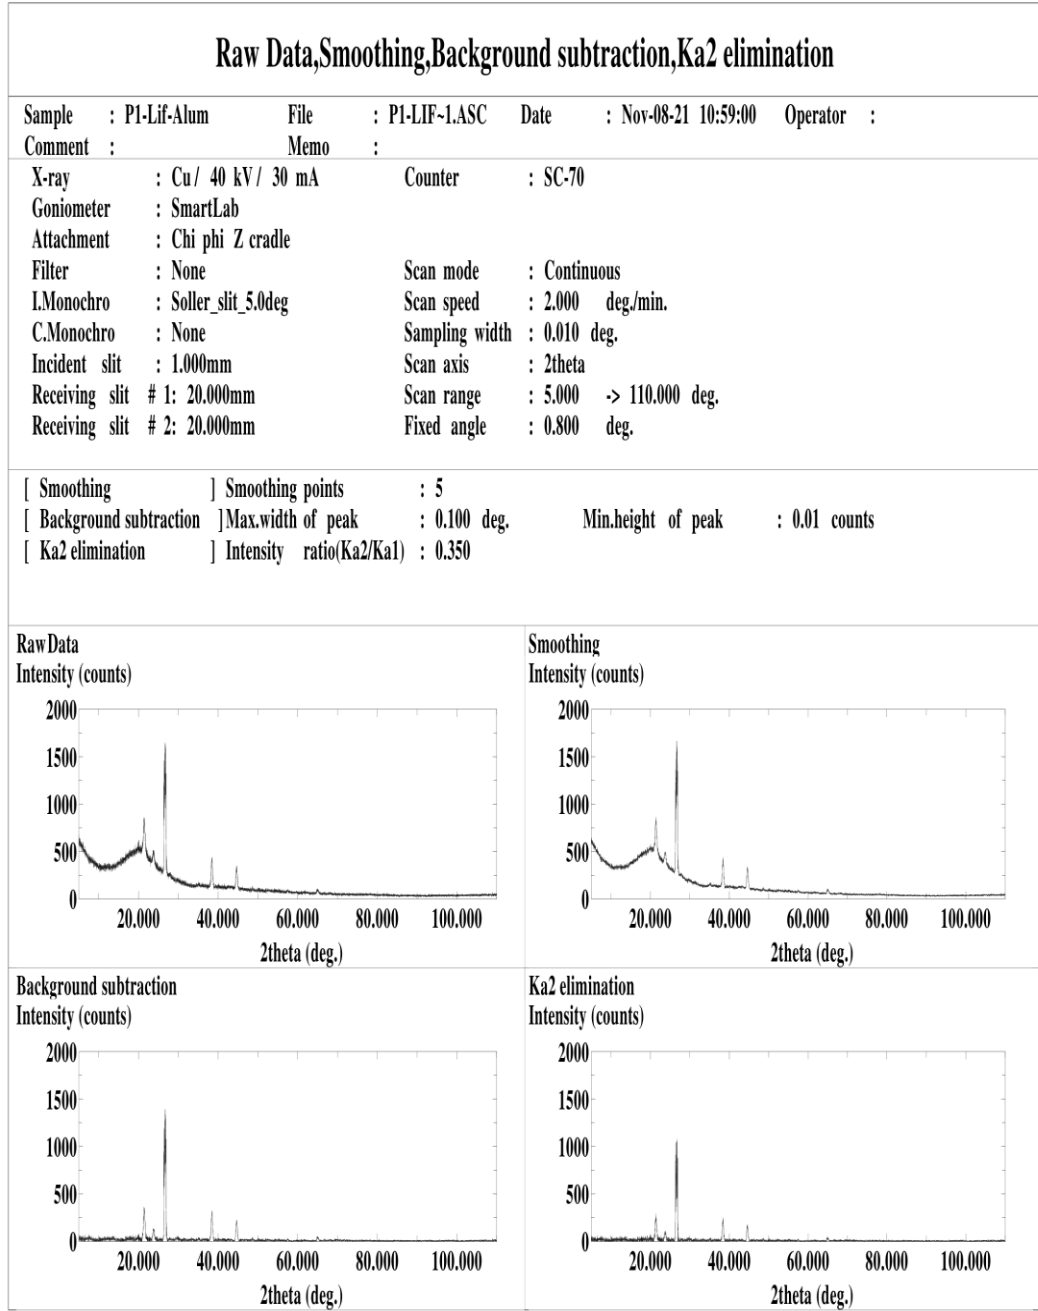 Raw Data,Smoothing,Background subtraction,Ka2 elimination
Sample : P1-Lif-Alum File : P1-LIF~1.ASC Date : Nov-08-21 10:59:00 Operator :
Comment : Memo :
X-ray : Cu / 40 kV / 30 mA Counter : SC-70
Goniometer : SmartLab
Attachment : Chi phi Z cradle
Filter : None Scan mode : Continuous
I.Monochro : Soller_slit_5.0deg Scan speed : 2.000 deg./min.
C.Monochro : None Sampling width : 0.010 deg.
Incident slit : 1.000mm Scan axis : 2theta
Receiving slit # 1: 20.000mm Scan range : 5.000 -> 110.000 deg.
Receiving slit # 2: 20.000mm Fixed angle : 0.800 deg.
[ Smoothing ] Smoothing points : 5
[ Background subtraction ]Max.width of peak : 0.100 deg. Min.height of peak : 0.01 counts
[ Ka2 elimination ] Intensity ratio(Ka2/Ka1) : 0.350
Raw Data
Intensity (counts)
2000
1500
1000
500
0
20.000 40.000 60.000 80.000 100.000
2theta (deg.)
Smoothing
Intensity (counts)
2000
1500
1000
500
0
20.000 40.000 60.000 80.000 100.000
2theta (deg.)
Background subtraction
Intensity (counts)
2000
1500
1000
500
0
20.000 40.000 60.000 80.000 100.000
2theta (deg.)
Ka2 elimination
Intensity (counts)
2000
1500
1000
500
0
20.000 40.000 60.000 80.000 100.000
2theta (deg.)